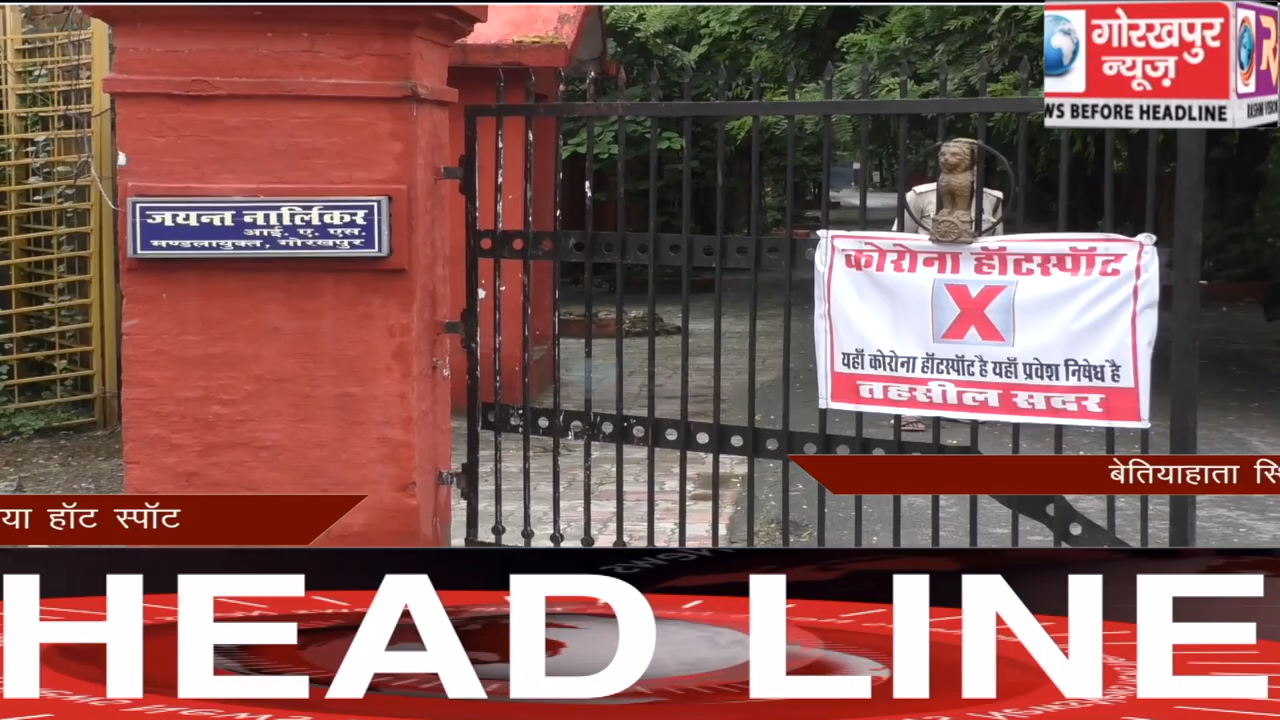 गोरखपुर
न्यूज़
WS BEFORE HEADLINE
जयन्त नार्लिकर
आई. ए. एस.
मण्डलायुक्त, गोरखपुर
कोरोना हॉटस्पॉट
X
यहाँ कोरोना हॉटस्पॉट है यहाँ प्रवेश निषेध है
तहसील सदर
बेतियाहाता
या हॉट स्पॉट
HEAD LINE